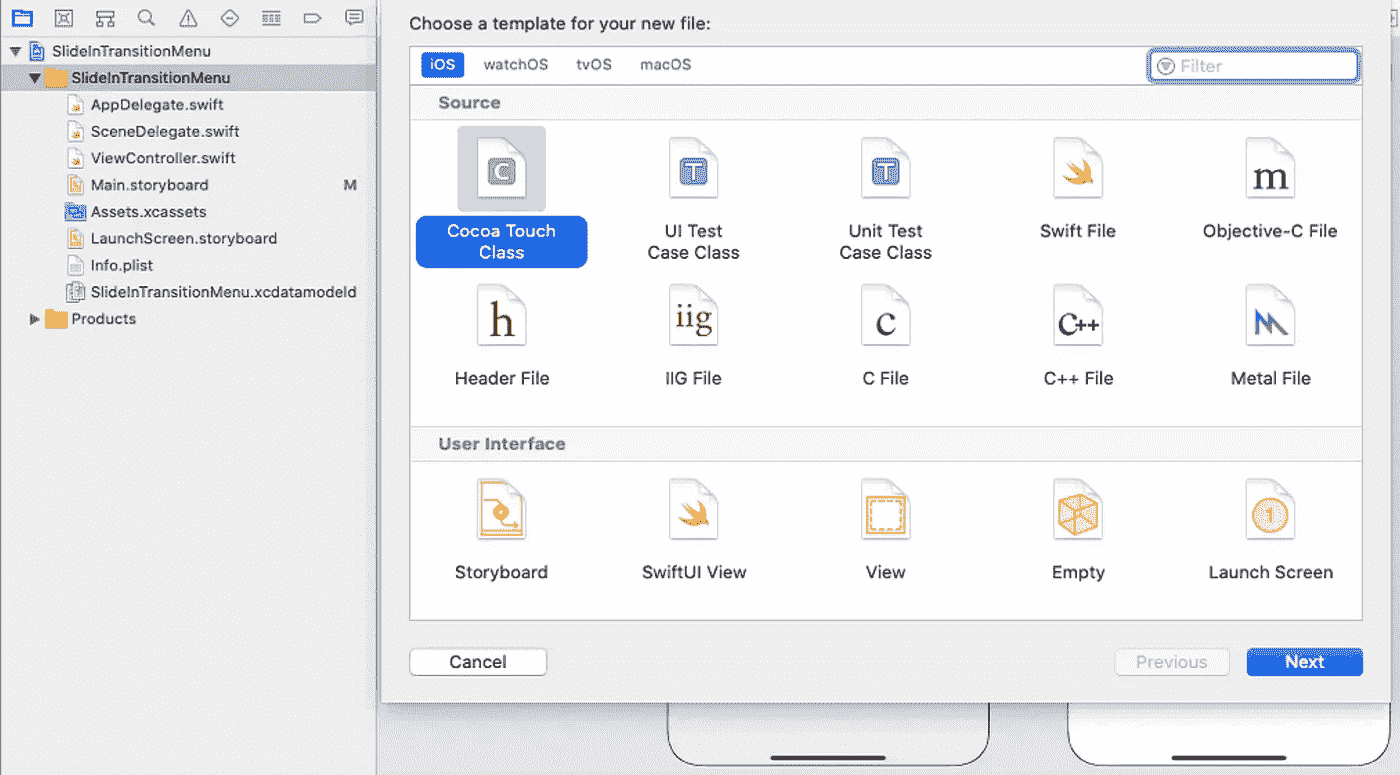 SlideInTransitionMenu
SlideInTransitionMenu
AppDelegate.swift
SceneDelegate.swift
ViewController.swift
Main.storyboard M
Assets.xcassets
LaunchScreen.storyboard
Info.plist
SlideInTransitionMenu.xcdatamodeld
Products
Choose a template for your new file:
iOS watchOS tvOS macOS
Filter
Source
C
T
T
m
Cocoa Touch
Class
UI Test
Case Class
Unit Test
Case Class
Swift File
Objective-C File
h
iig
c
C++
Header File
IIG File
C File
C++ File
Metal File
User Interface
1
Storyboard
SwiftUI View
View
Empty
Launch Screen
Cancel
Previous
Next